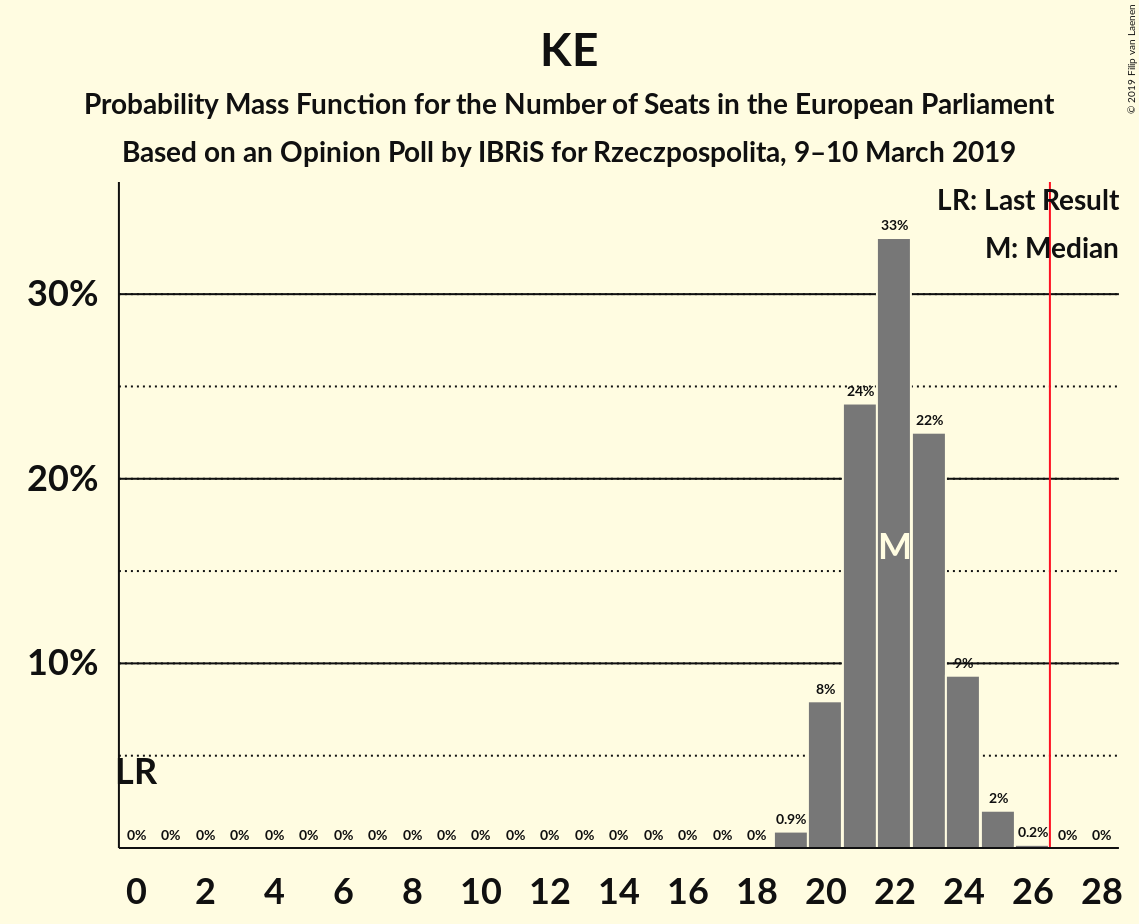 KE
Probability Mass Function for the Number of Seats in the European Parliament
Based on an Opinion Poll by IBRiS for Rzeczpospolita, 9–10 March 2019
© 2019 Filip van Laenen
LR: Last Result
M: Median
30%
20%
10%
33%
24%
22%
9%
8%
2%
0.9%
0.2%
M
LR
0% 0% 0% 0% 0% 0% 0% 0% 0% 0% 0% 0% 0% 0% 0% 0% 0% 0% 0% 0% 0%
0 2 4 6 8 10 12 14 16 18 20 22 24 26 28